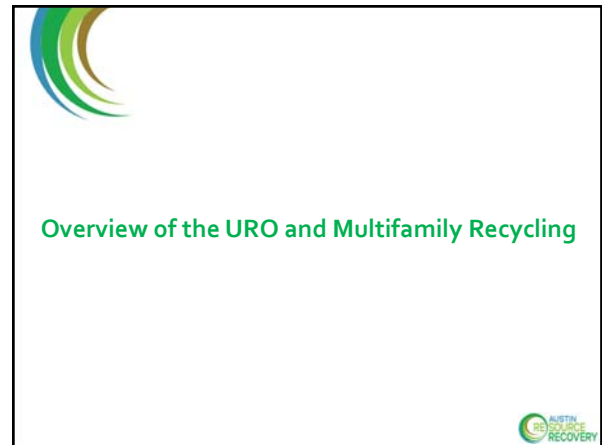 Overview of the URO and Multifamily Recycling
AUSTIN
RESOURCE
RECOVERY